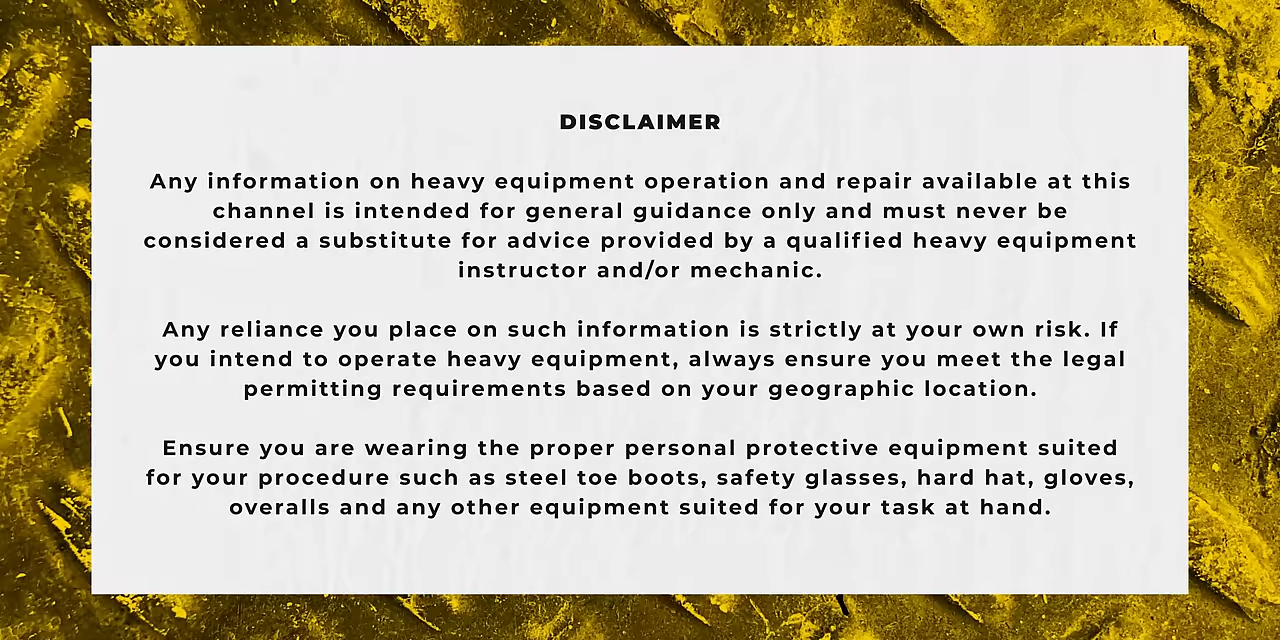 DISCLAIMER
Any information on heavy equipment operation and repair available at this
channel is intended for general guidance only and must never be
considered a substitute for advice provided by a qualified heavy equipment
instructor and/or mechanic.
Any reliance you place on such information is strictly at your own risk. If
you intend to operate heavy equipment, always ensure you meet the legal
permitting requirements based on your geographic location.
Ensure you are wearing the proper personal protective equipment suited
for your procedure such as steel toe boots, safety glasses, hard hat, gloves,
overalls and any other equipment suited for your task at hand.